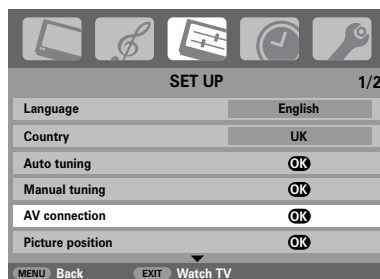 SET UP 1/2
Language English
Country UK
Auto tuning OK
Manual tuning OK
AV connection OK
Picture position OK
MENU Back EXIT Watch TV